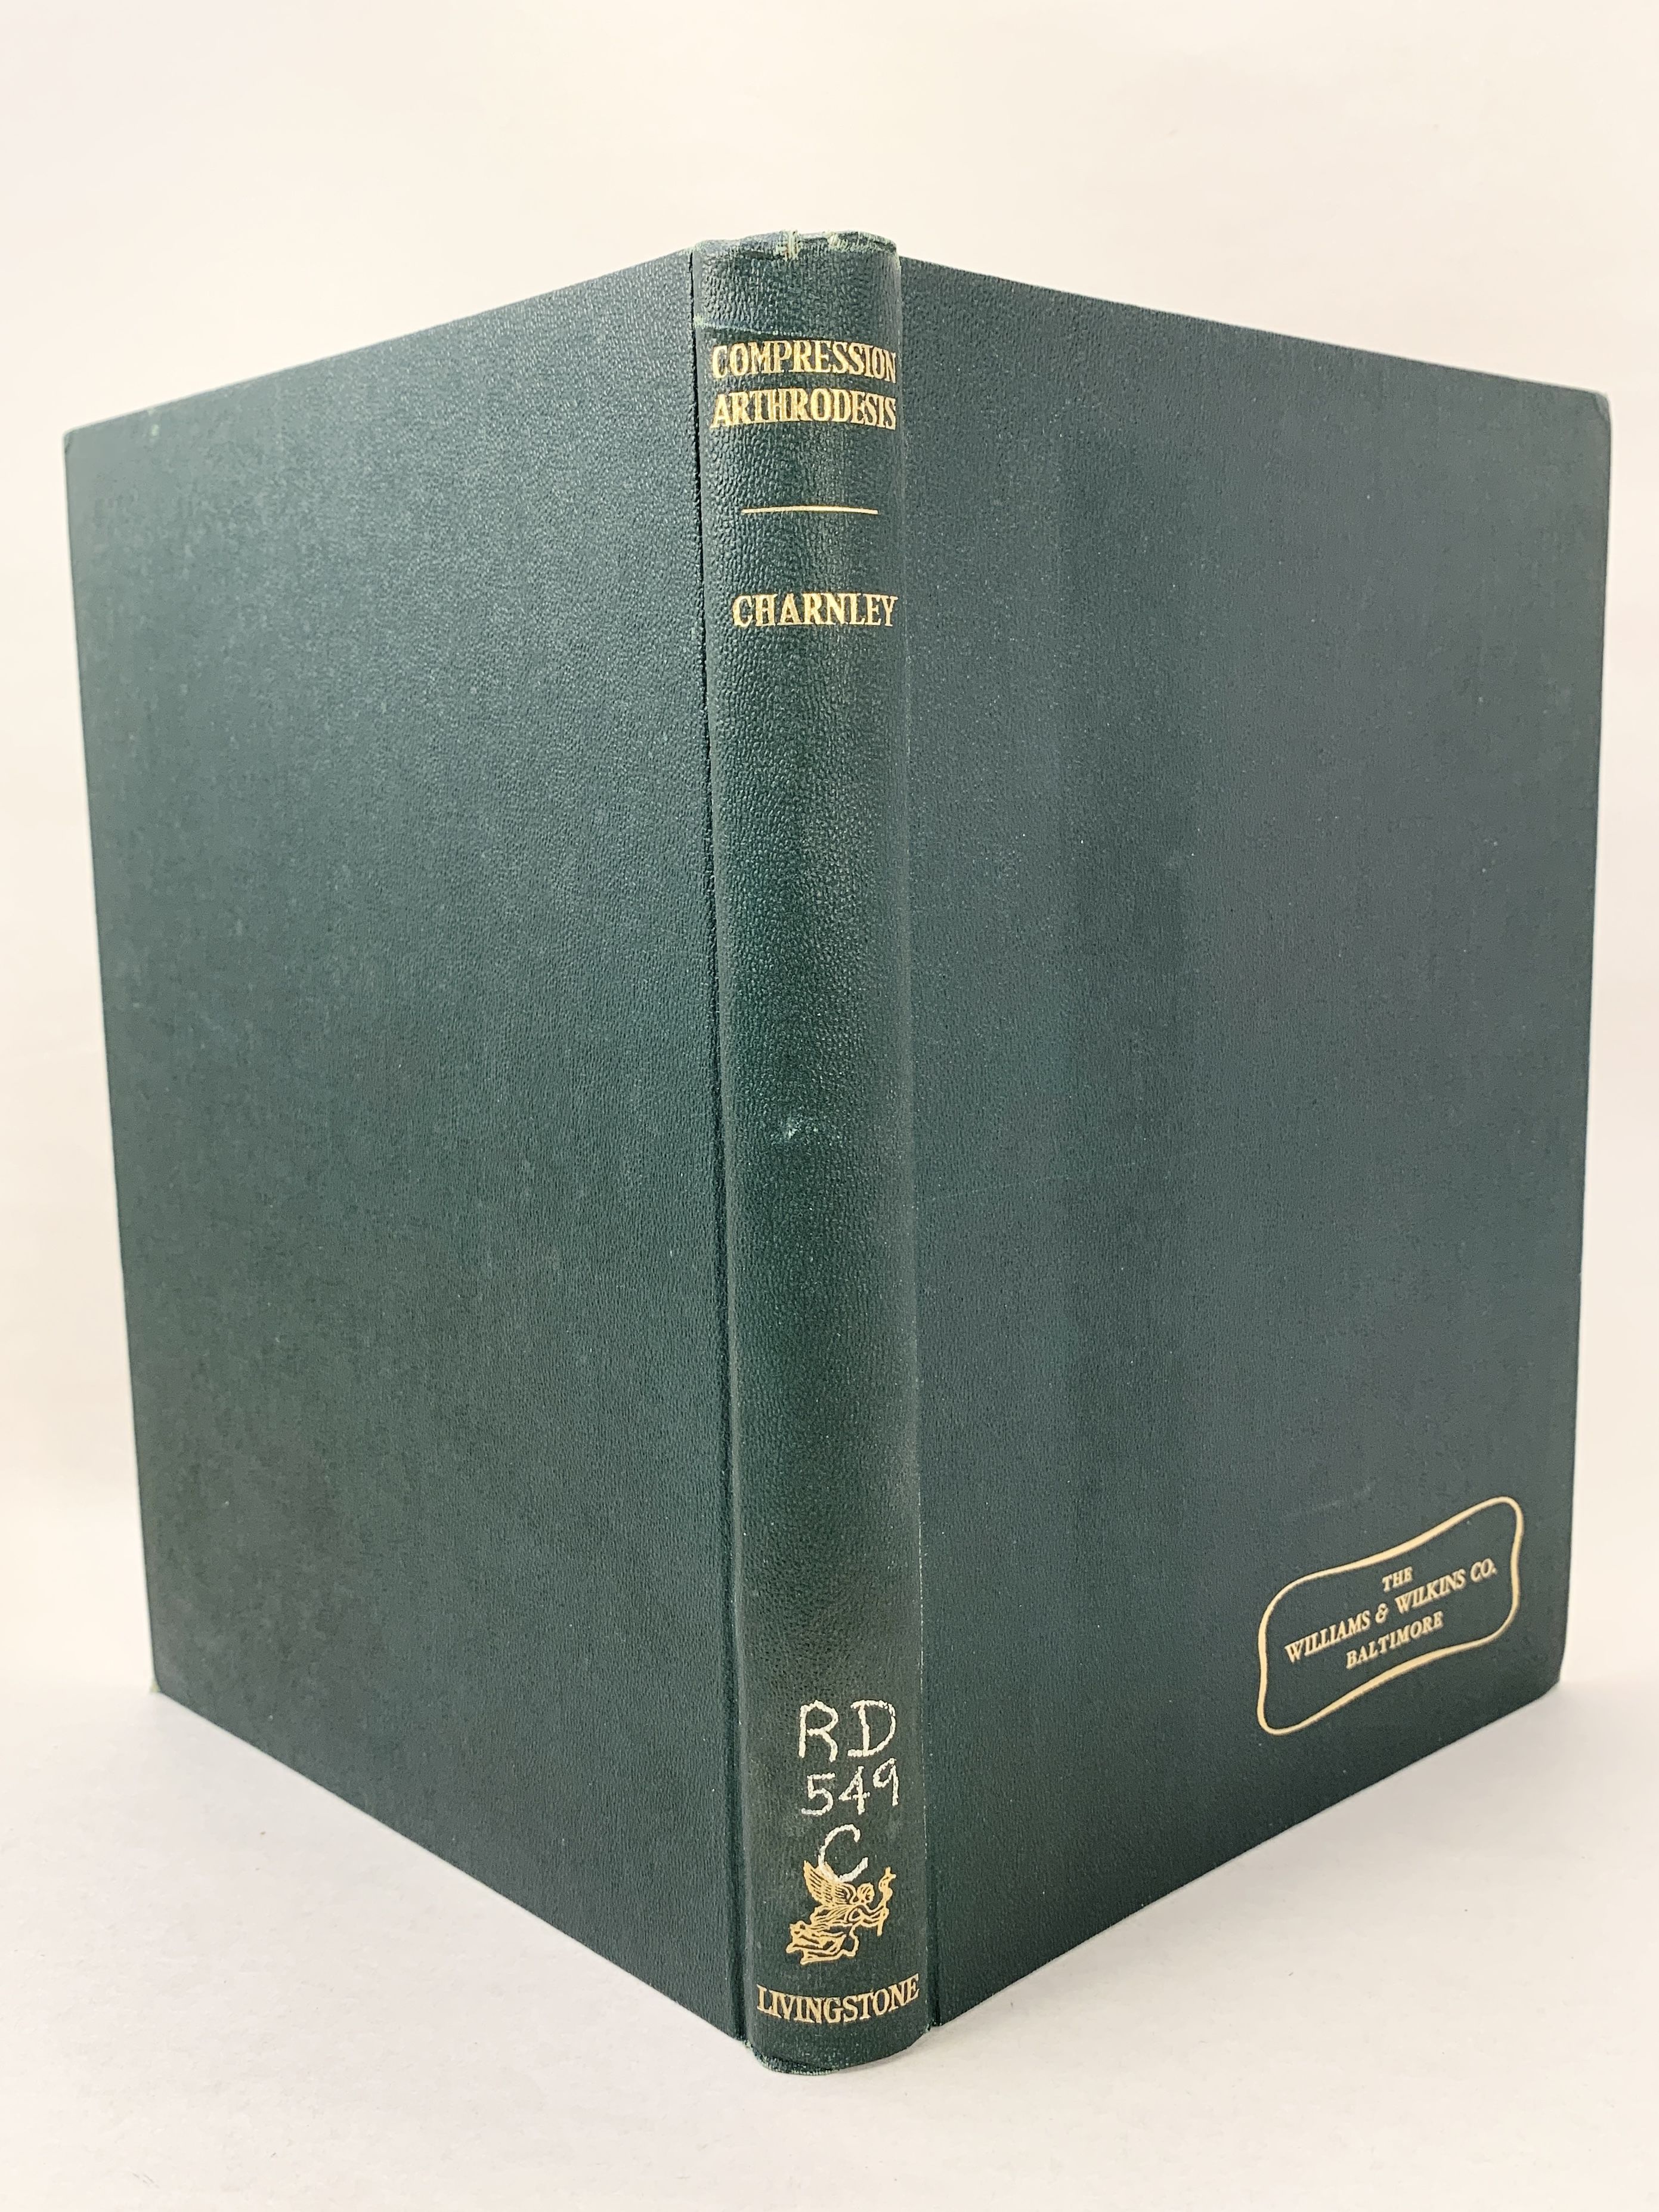 COMPRESSION
ARTHRODESIS
CHARNLEY
RD
549
C
LIVINGSTONE
THE
WILLIAMS & WILKINS CO.
BALTIMORE